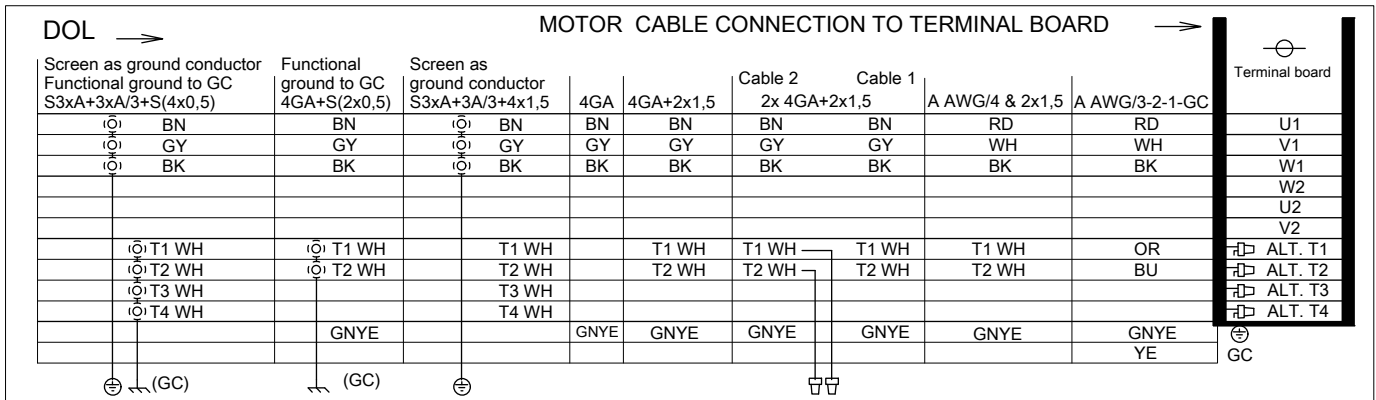 DOL MOTOR CABLE CONNECTION TO TERMINAL BOARD
Screen as ground conductor Functional Screen as
Functional ground to GC ground to GC ground conductor Cable 2 Cable 1 Terminal board
S3xA+3xA/3+S(4x0,5) 4GA+S(2x0,5) S3xA+3A/3+4x1,5 4GA 4GA+2x1,5 2x 4GA+2x1,5 A AWG/4 & 2x1,5 A AWG/3-2-1-GC
BN BN BN BN BN BN BN RD RD U1
GY GY GY GY GY GY GY WH WH V1
BK BK BK BK BK BK BK BK BK W1
W2
U2
V2
T1 WH T1 WH T1 WH T1 WH T1 WH T1 WH T1 WH OR ALT. T1
T2 WH T2 WH T2 WH T2 WH T2 WH T2 WH T2 WH BU ALT. T2
T3 WH T3 WH ALT. T3
T4 WH T4 WH ALT. T4
GNYE GNYE GNYE GNYE GNYE GNYE GNYE
YE GC
(GC) (GC)